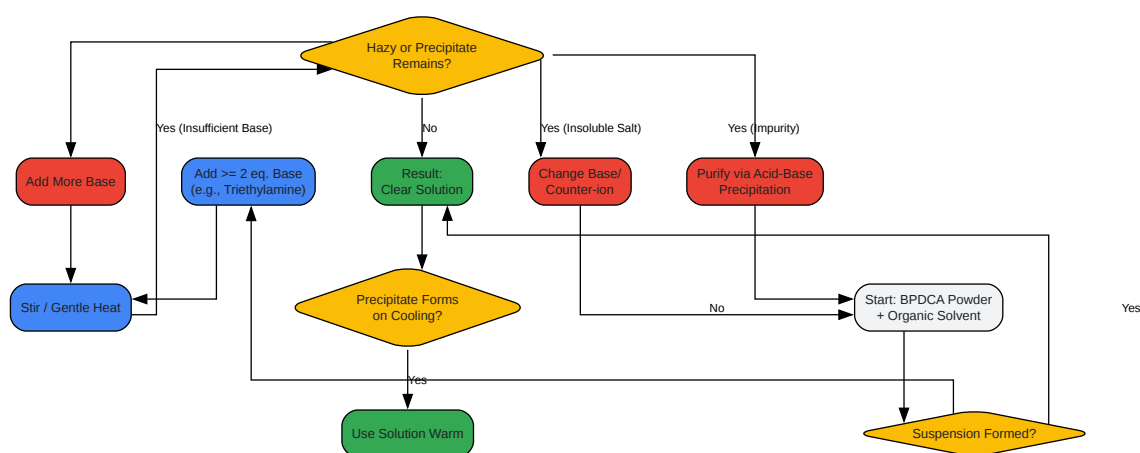 Hazy or Precipitate
Remains?
Yes (Insufficient Base)
No
Yes (Insoluble Salt)
Yes (Impurity)
Add More Base
Add >= 2 eq. Base
(e.g., Triethylamine)
Result:
Clear Solution
Change Base/
Counter-ion
Purify via Acid-Base
Precipitation
Stir / Gentle Heat
Precipitate Forms
on Cooling?
No
Start: BPDCA Powder
+ Organic Solvent
Yes
Yes
Use Solution Warm
Suspension Formed?